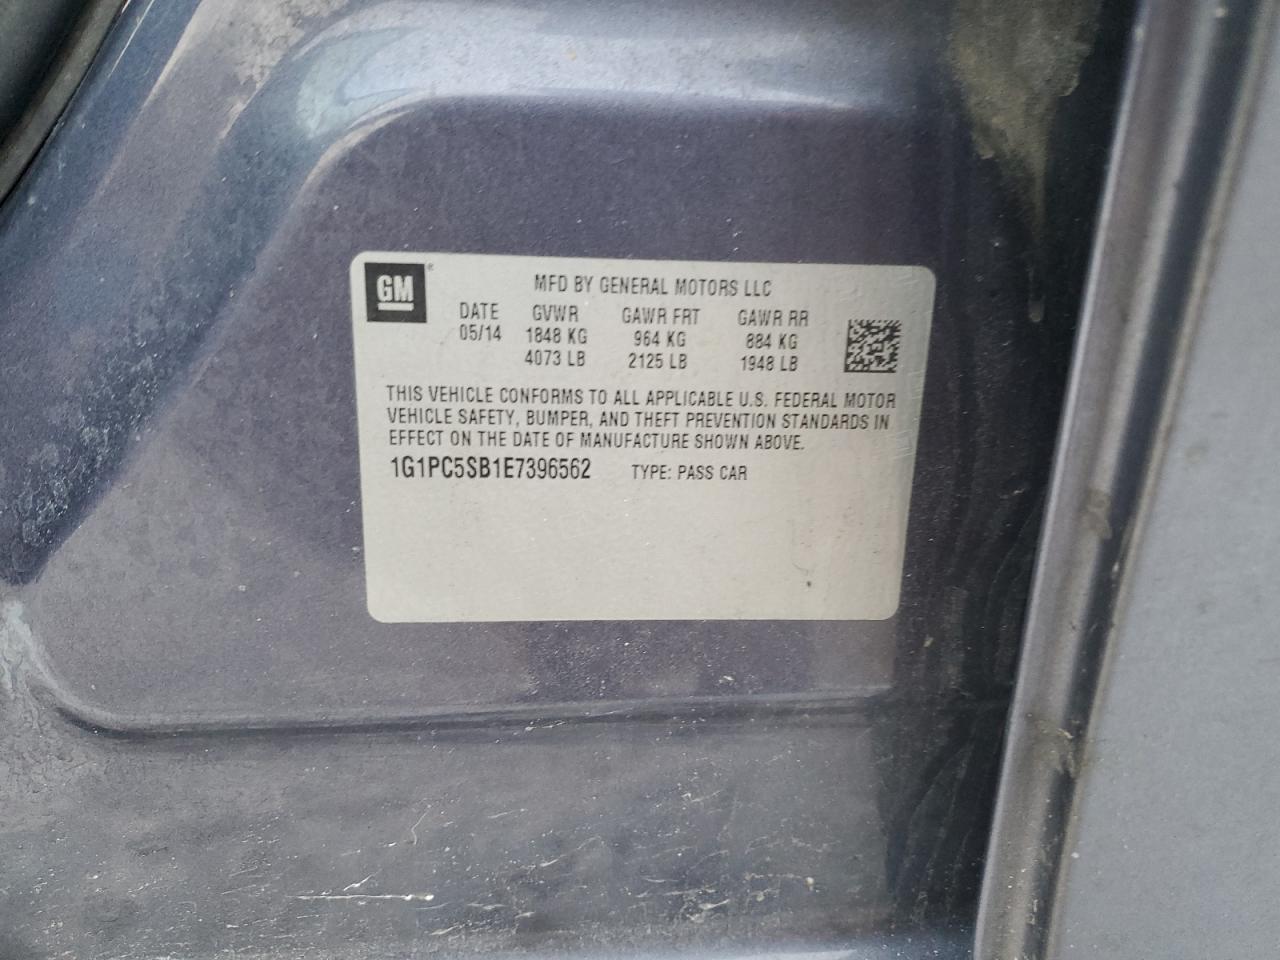 GM®
MFD BY GENERAL MOTORS LLC
DATE GVWR GAWR FRT GAWR RR
05/14 1848 KG 964 KG 884 KG
4073 LB 2125 LB 1948 LB
THIS VEHICLE CONFORMS TO ALL APPLICABLE U.S. FEDERAL MOTOR
VEHICLE SAFETY, BUMPER, AND THEFT PREVENTION STANDARDS IN
EFFECT ON THE DATE OF MANUFACTURE SHOWN ABOVE.
1G1PC5SB1E7396562 TYPE: PASS CAR